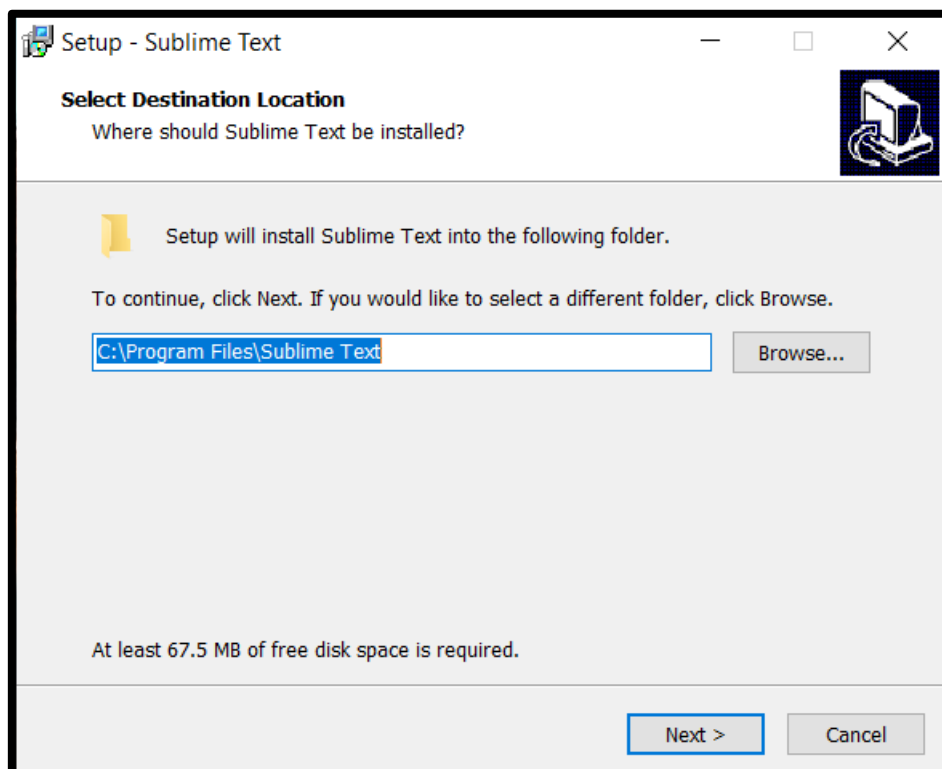 Setup - Sublime Text
Select Destination Location
Where should Sublime Text be installed?
Setup will install Sublime Text into the following folder.
To continue, click Next. If you would like to select a different folder, click Browse.
C:\Program Files\Sublime Text
Browse...
At least 67.5 MB of free disk space is required.
Next >
Cancel